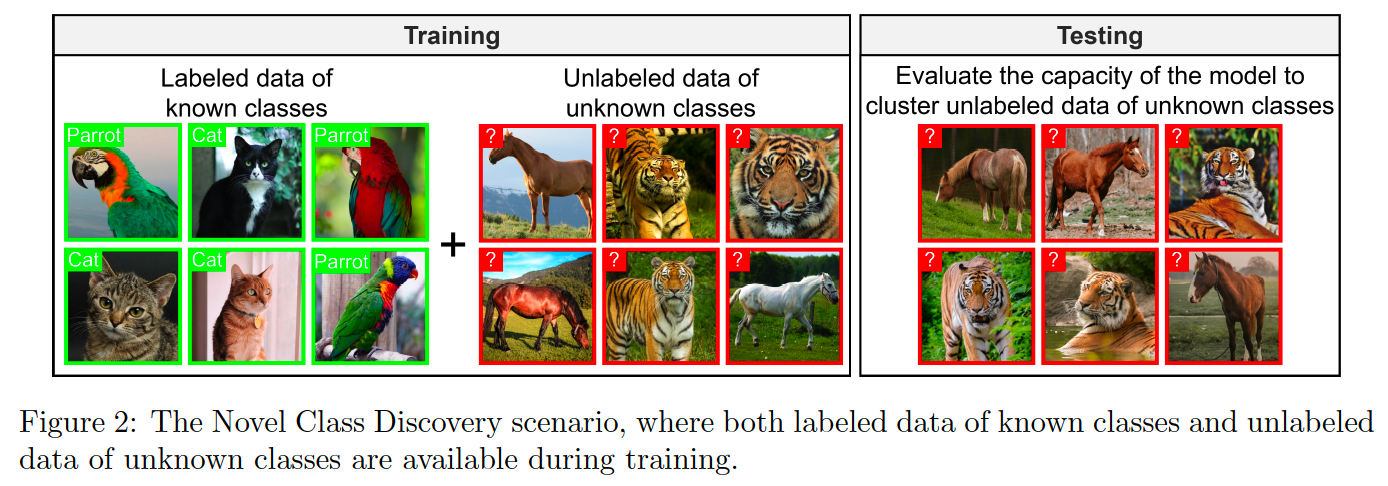 Training
Labeled data of
known classes
Parrot
Cat
Parrot
Cat
Cat
Parrot
+
Unlabeled data of
unknown classes
?
?
?
?
?
?
Testing
Evaluate the capacity of the model to
cluster unlabeled data of unknown classes
?
?
?
?
?
?
Figure 2: The Novel Class Discovery scenario, where both labeled data of known classes and unlabeled
data of unknown classes are available during training.